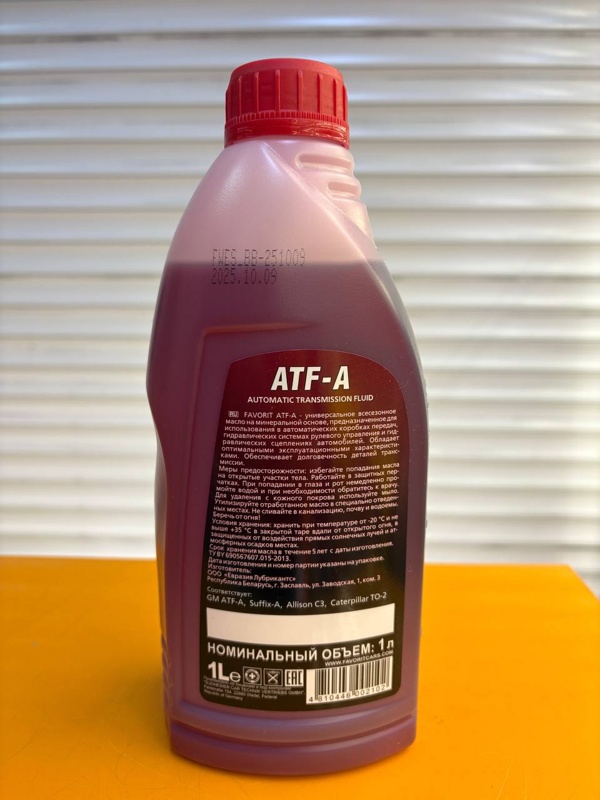 FWES_BB-251009
2025.10.09
ATF-A
AUTOMATIC TRANSMISSION FLUID
RU FAVORIT ATF-A - универсальное всесезонное
масло на минеральной основе, предназначенное для
использования в автоматических коробках передач,
гидравлических системах рулевого управления и гид-
равлических сцеплениях автомобилей. Обладает
оптимальными эксплуатационными характеристи-
ками. Обеспечивает долговечность деталей транс-
миссии.
Меры предосторожности: избегайте попадания масла
на открытые участки тела. Работайте в защитных пер-
чатках. При попадании в глаза и рот немедленно про-
мойте водой и при необходимости обратитесь к врачу.
Для удаления с кожного покрова используйте мыло.
Утилизируйте отработанное масло в специально отведен-
ных местах. Не сливайте в канализацию, почву и водоемы.
Беречь от огня!
Условия хранения: хранить при температуре от -20 °C и не
выше +35 °C в закрытой таре вдали от открытого огня, в
защищенных от воздействия прямых солнечных лучей и ат-
мосферных осадков местах.
Срок хранения масла в течение 5 лет с даты изготовления.
ТУ BY 690567607.015-2013.
Дата изготовления и номер партии указаны на упаковке.
Изготовитель:
ООО «Евразия Лубрикантс»
Республика Беларусь, г. Заславль, ул. Заводская, 1, ком. 3
Соответствует:
GM ATF-A, Suffix-A, Allison C3, Caterpillar TO-2
НОМИНАЛЬНЫЙ ОБЪЕМ: 1 л
WWW.FAVORITCARS.COM
1Le
EAC
4 810446 002107